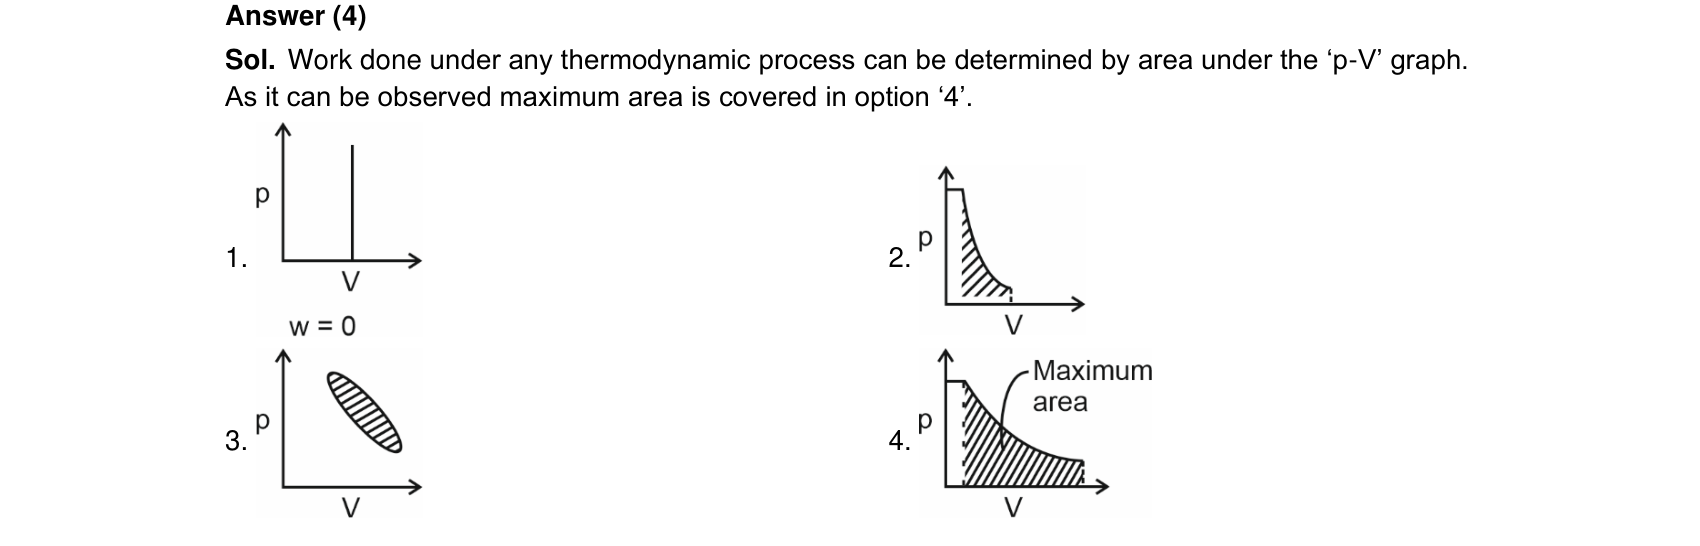 Answer (4)
Sol. Work done under any thermodynamic process can be determined by area under the ‘p-V’ graph.
As it can be observed maximum area is covered in option ‘4’.
1.
p
V
w = 0
2.
p
V
3.
p
V
4.
p
Maximum
area
V